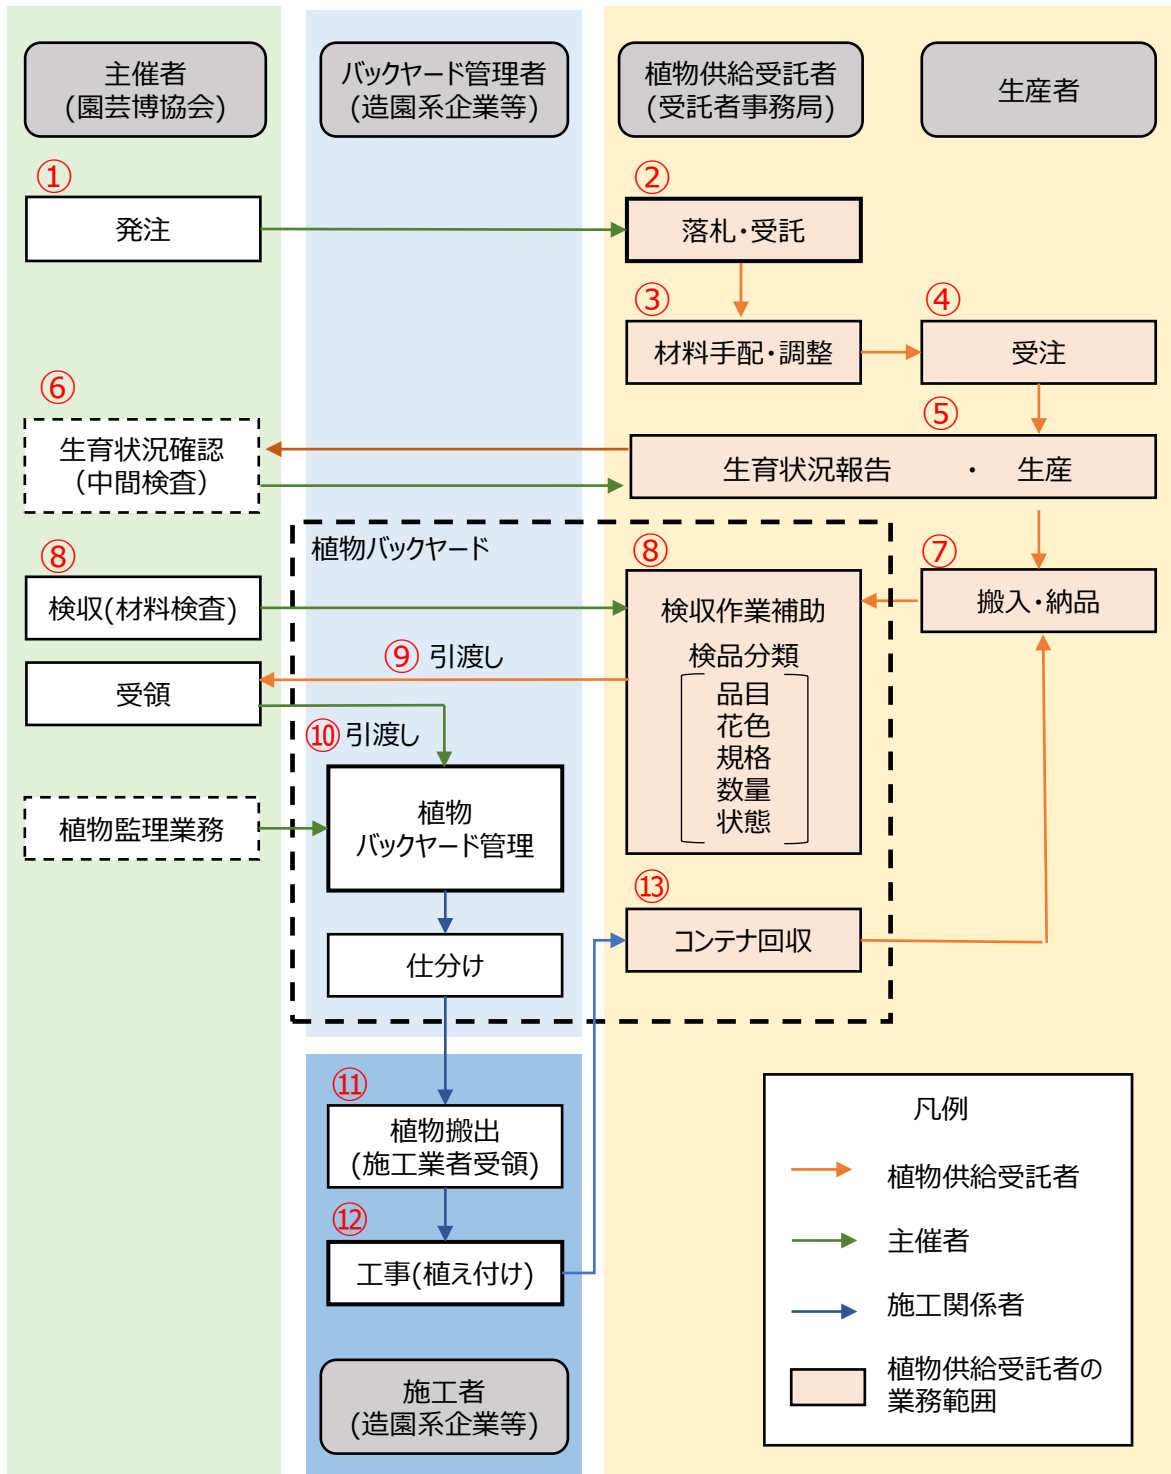 主催者
(園芸博協会)
バックヤード管理者
(造園系企業等)
植物供給受託者
(受託者事務局)
生産者
①
発注
②
落札・受託
③
材料手配・調整
④
受注
⑤
生育状況報告 ・ 生産
⑥
生育状況確認
(中間検査)
植物バックヤード
⑦
搬入・納品
⑧
検収(材料検査)
⑧
検収作業補助
検品分類
品目
花色
規格
数量
状態
⑨ 引渡し
受領
⑩ 引渡し
植物
バックヤード管理
植物監理業務
仕分け
⑬
コンテナ回収
⑪
植物搬出
(施工業者受領)
⑫
工事(植え付け)
施工者
(造園系企業等)
凡例
植物供給受託者
主催者
施工関係者
植物供給受託者の
業務範囲